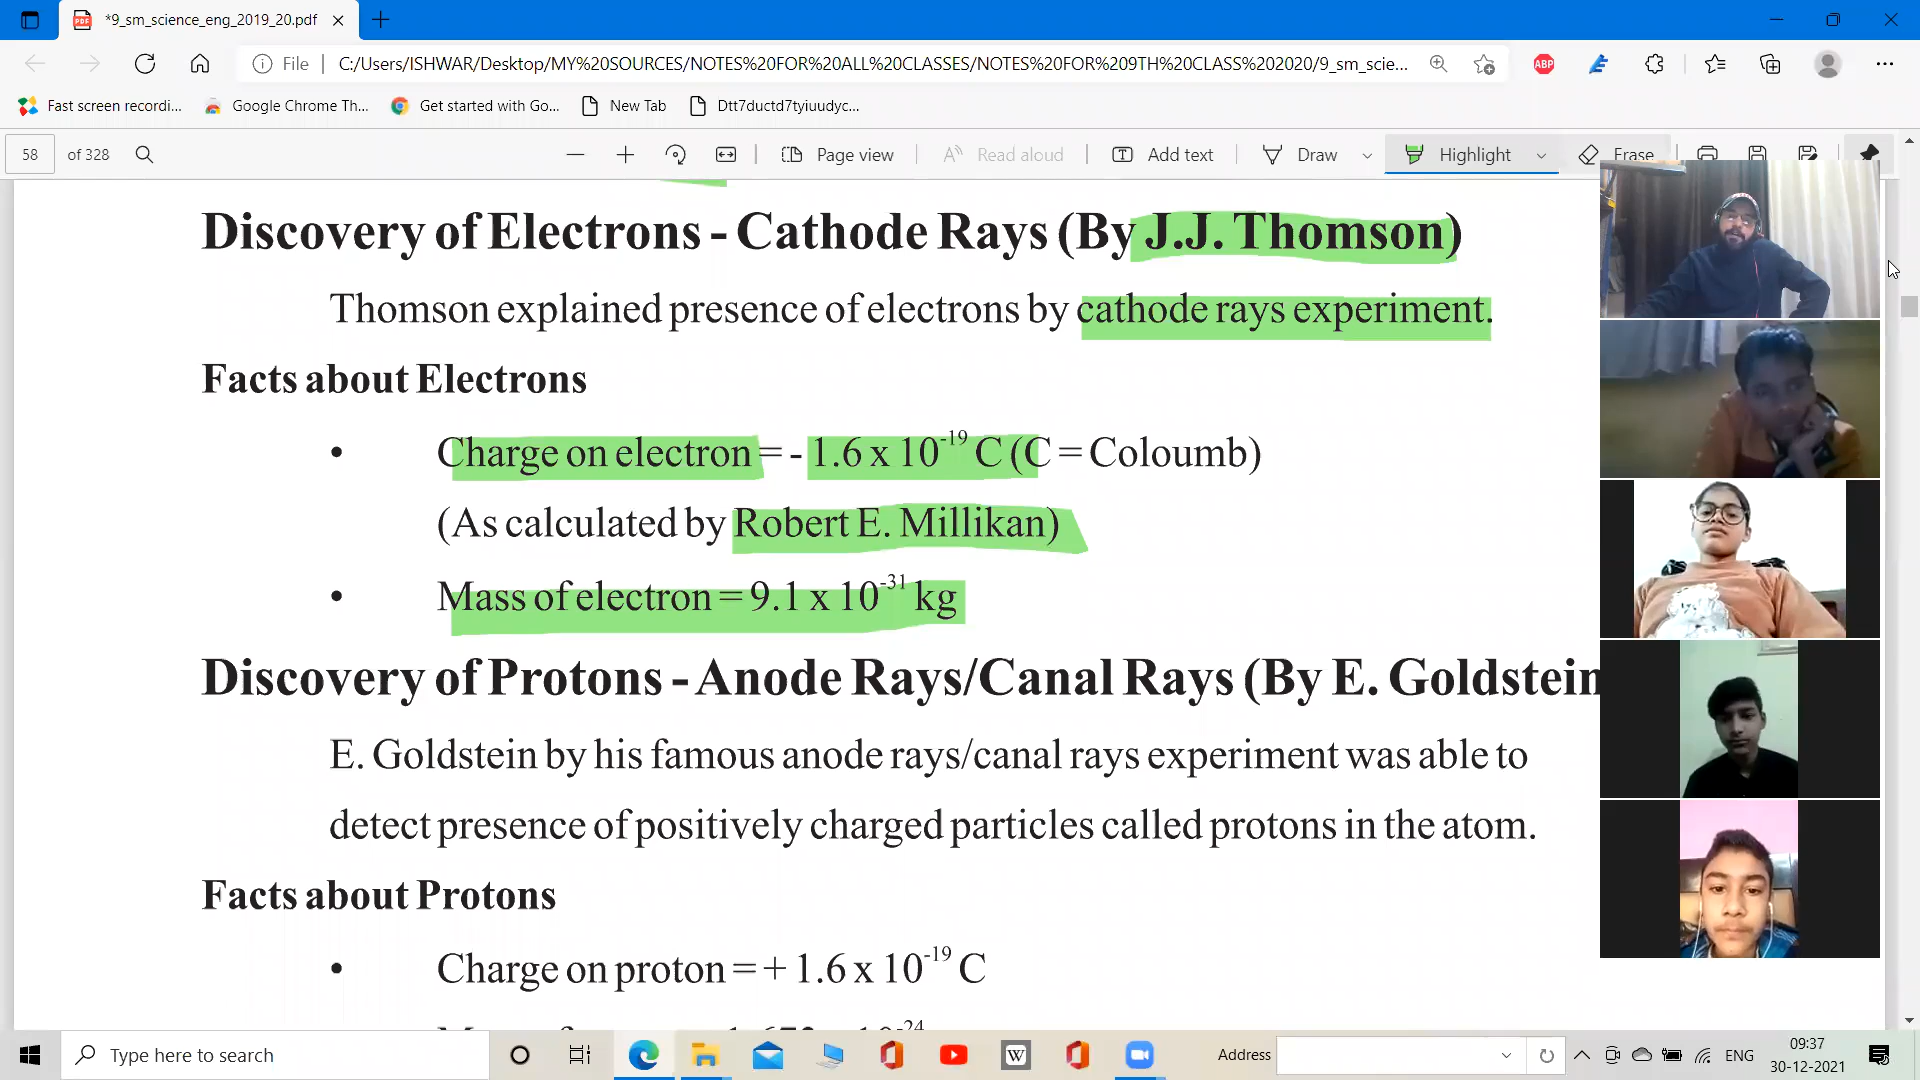 *9_sm_science_eng_2019_20.pdf
File
C:/Users/ISHWAR/Desktop/MY%20SOURCES/NOTES%20FOR%20ALL%20CLASSES/NOTES%20FOR%209TH%20CLASS%202020/9_sm_scie...
ABP
Fast screen recordi...
Google Chrome Th...
Get started with Go...
New Tab
Dtt7ductd7tyiuudyc...
58 of 328
Page view
Read aloud
Add text
Draw
Highlight
Erase
Discovery of Electrons - Cathode Rays (By J.J. Thomson)
Thomson explained presence of electrons by cathode rays experiment.
Facts about Electrons
• Charge on electron = - 1.6 x 10-19 C (C = Coloumb)
(As calculated by Robert E. Millikan)
• Mass of electron = 9.1 x 10-31 kg
Discovery of Protons - Anode Rays/Canal Rays (By E. Goldstein
E. Goldstein by his famous anode rays/canal rays experiment was able to
detect presence of positively charged particles called protons in the atom.
Facts about Protons
• Charge on proton = + 1.6 x 10-19 C
Type here to search
W
Address
ENG
09:37
30-12-2021